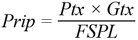 Prip = Ptx × Gtx / FSPL